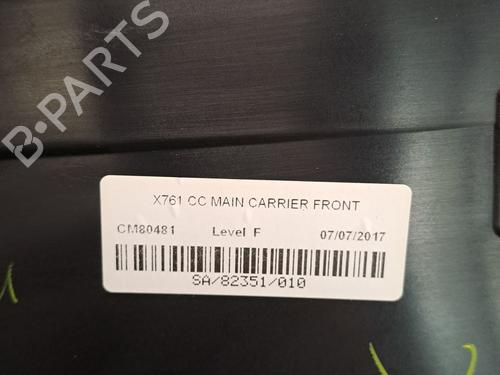 B-PARTS
X761 CC MAIN CARRIER FRONT
CM80481 Level F 07/07/2017
SA/82351/010